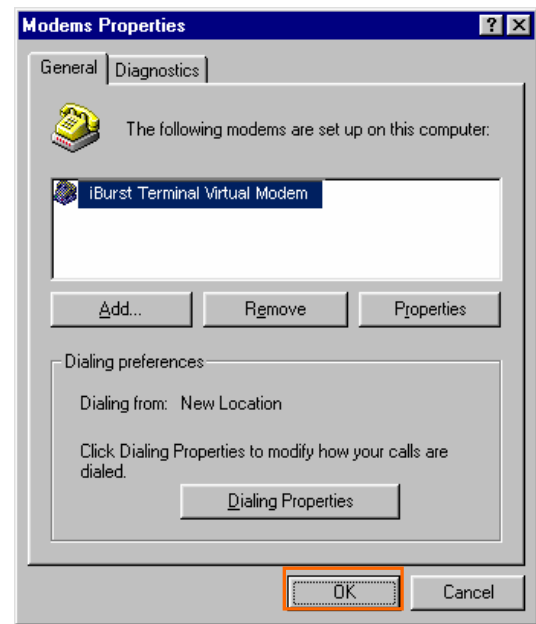 Modems Properties
General Diagnostics
The following modems are set up on this computer:
iBurst Terminal Virtual Modem
Add... Remove Properties
Dialing preferences
Dialing from: New Location
Click Dialing Properties to modify how your calls are
dialed.
Dialing Properties
OK Cancel